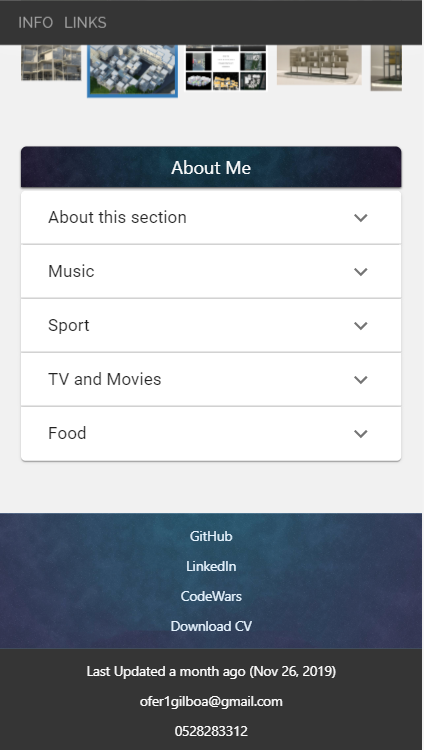 INFO LINKS
About Me
About this section
Music
Sport
TV and Movies
Food
GitHub
LinkedIn
CodeWars
Download CV
Last Updated a month ago (Nov 26, 2019)
ofer1gilboa@gmail.com
0528283312